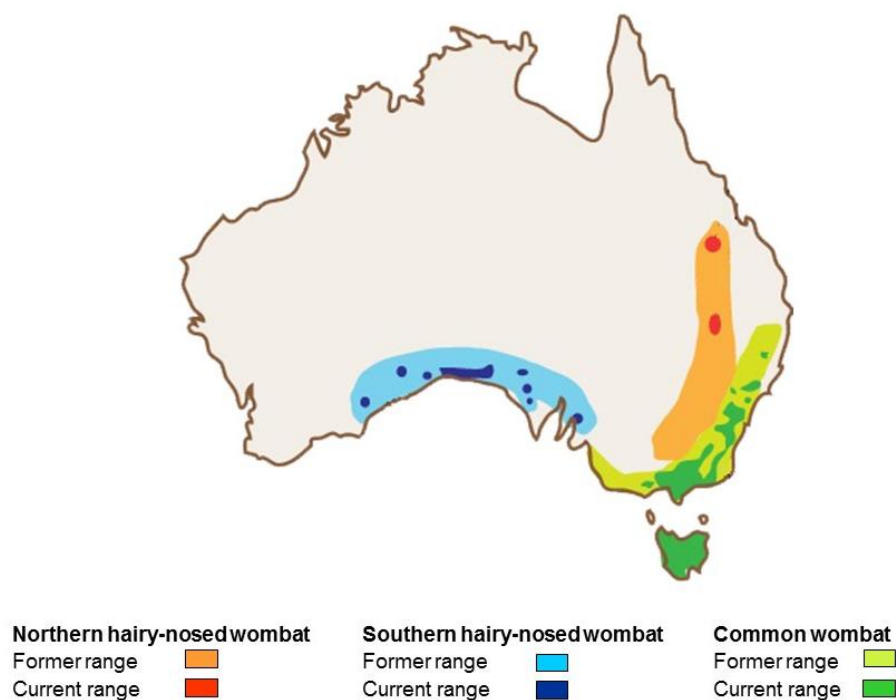 Northern hairy-nosed wombat
Former range
Current range
Southern hairy-nosed wombat
Former range
Current range
Common wombat
Former range
Current range